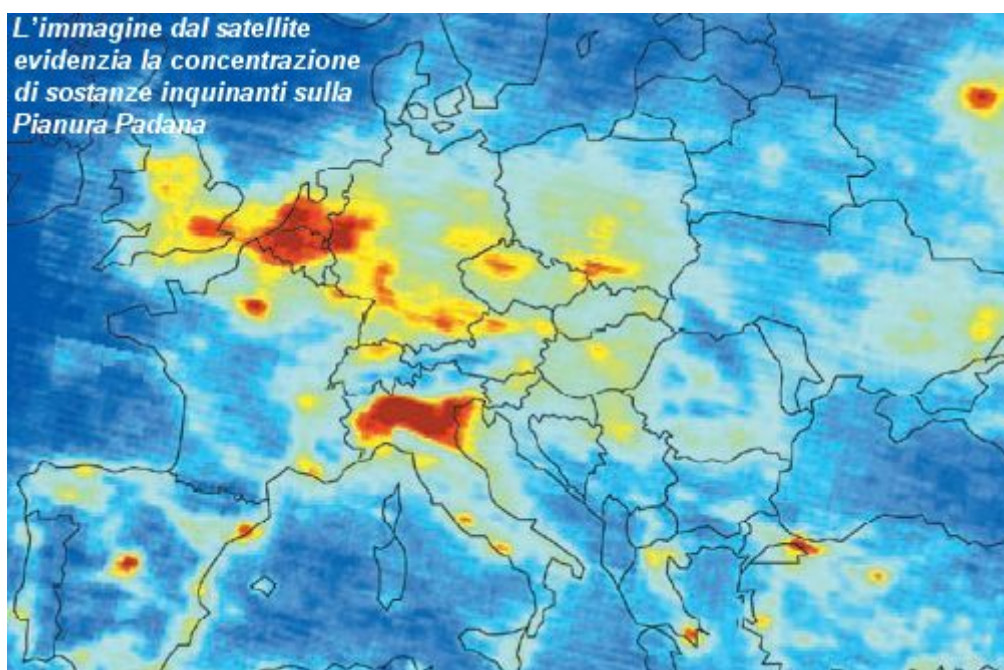 L'immagine dal satellite
evidenzia la concentrazione
di sostanze inquinanti sulla
Pianura Padana